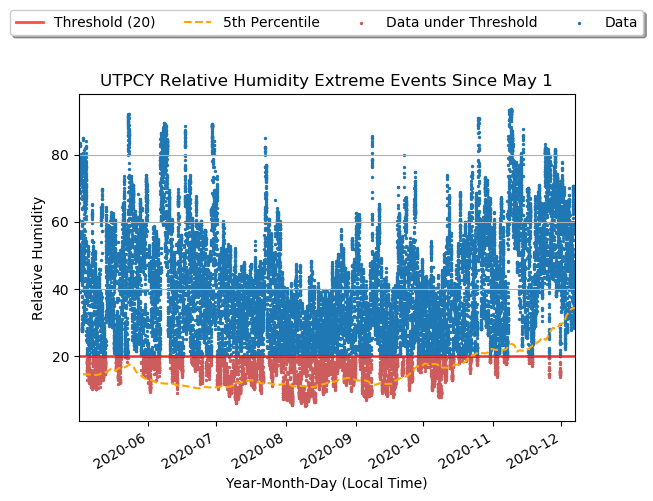 Threshold (20) 5th Percentile Data under Threshold Data
UTPCY Relative Humidity Extreme Events Since May 1
Relative Humidity
80
60
40
20
2020-06 2020-07 2020-08 2020-09 2020-10 2020-11 2020-12
Year-Month-Day (Local Time)